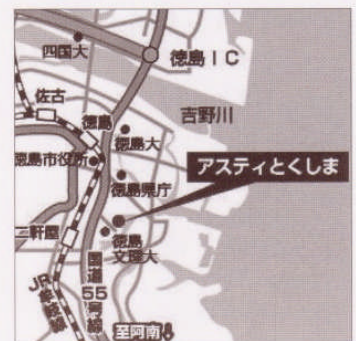 四国大
徳島IC
佐古
吉野川
徳島
徳島大
徳島市役所
アスティとくしま
徳島県庁
二軒屋
徳島
文理大
国道55号線
JR牟岐線
至阿南